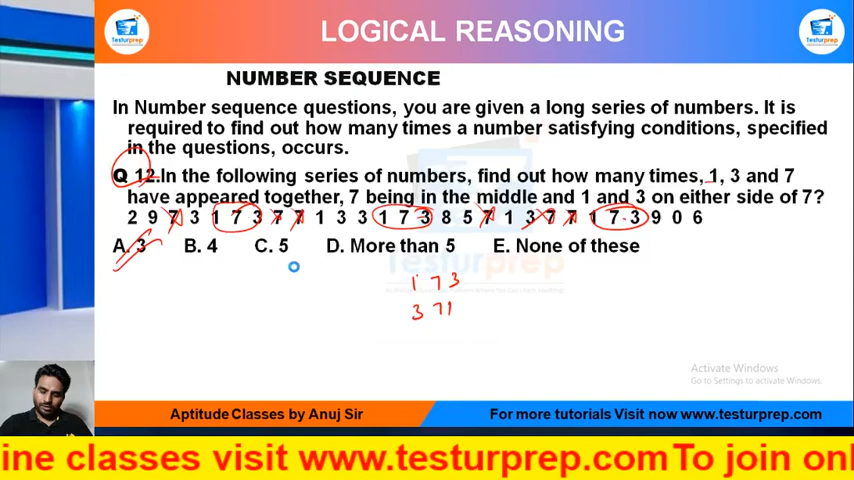 LOGICAL REASONING
Testurprep
Testurprep
NUMBER SEQUENCE
In Number sequence questions, you are given a long series of numbers. It is
required to find out how many times a number satisfying conditions, specified
in the questions, occurs.
Q 12.In the following series of numbers, find out how many times, 1, 3 and 7
have appeared together, 7 being in the middle and 1 and 3 on either side of 7?
2 9 7 3 1 7 3 7 7 1 3 3 1 7 3 8 5 7 1 3 7 7 1 7 3 9 0 6
A. 3 B. 4 C. 5 D. More than 5 E. None of these
Testurprep
1 7 3
3 7 1
Activate Windows
Go to Settings to activate Windows.
Aptitude Classes by Anuj Sir
For more tutorials Visit now www.testurprep.com
ine classes visit www.testurprep.com To join onl